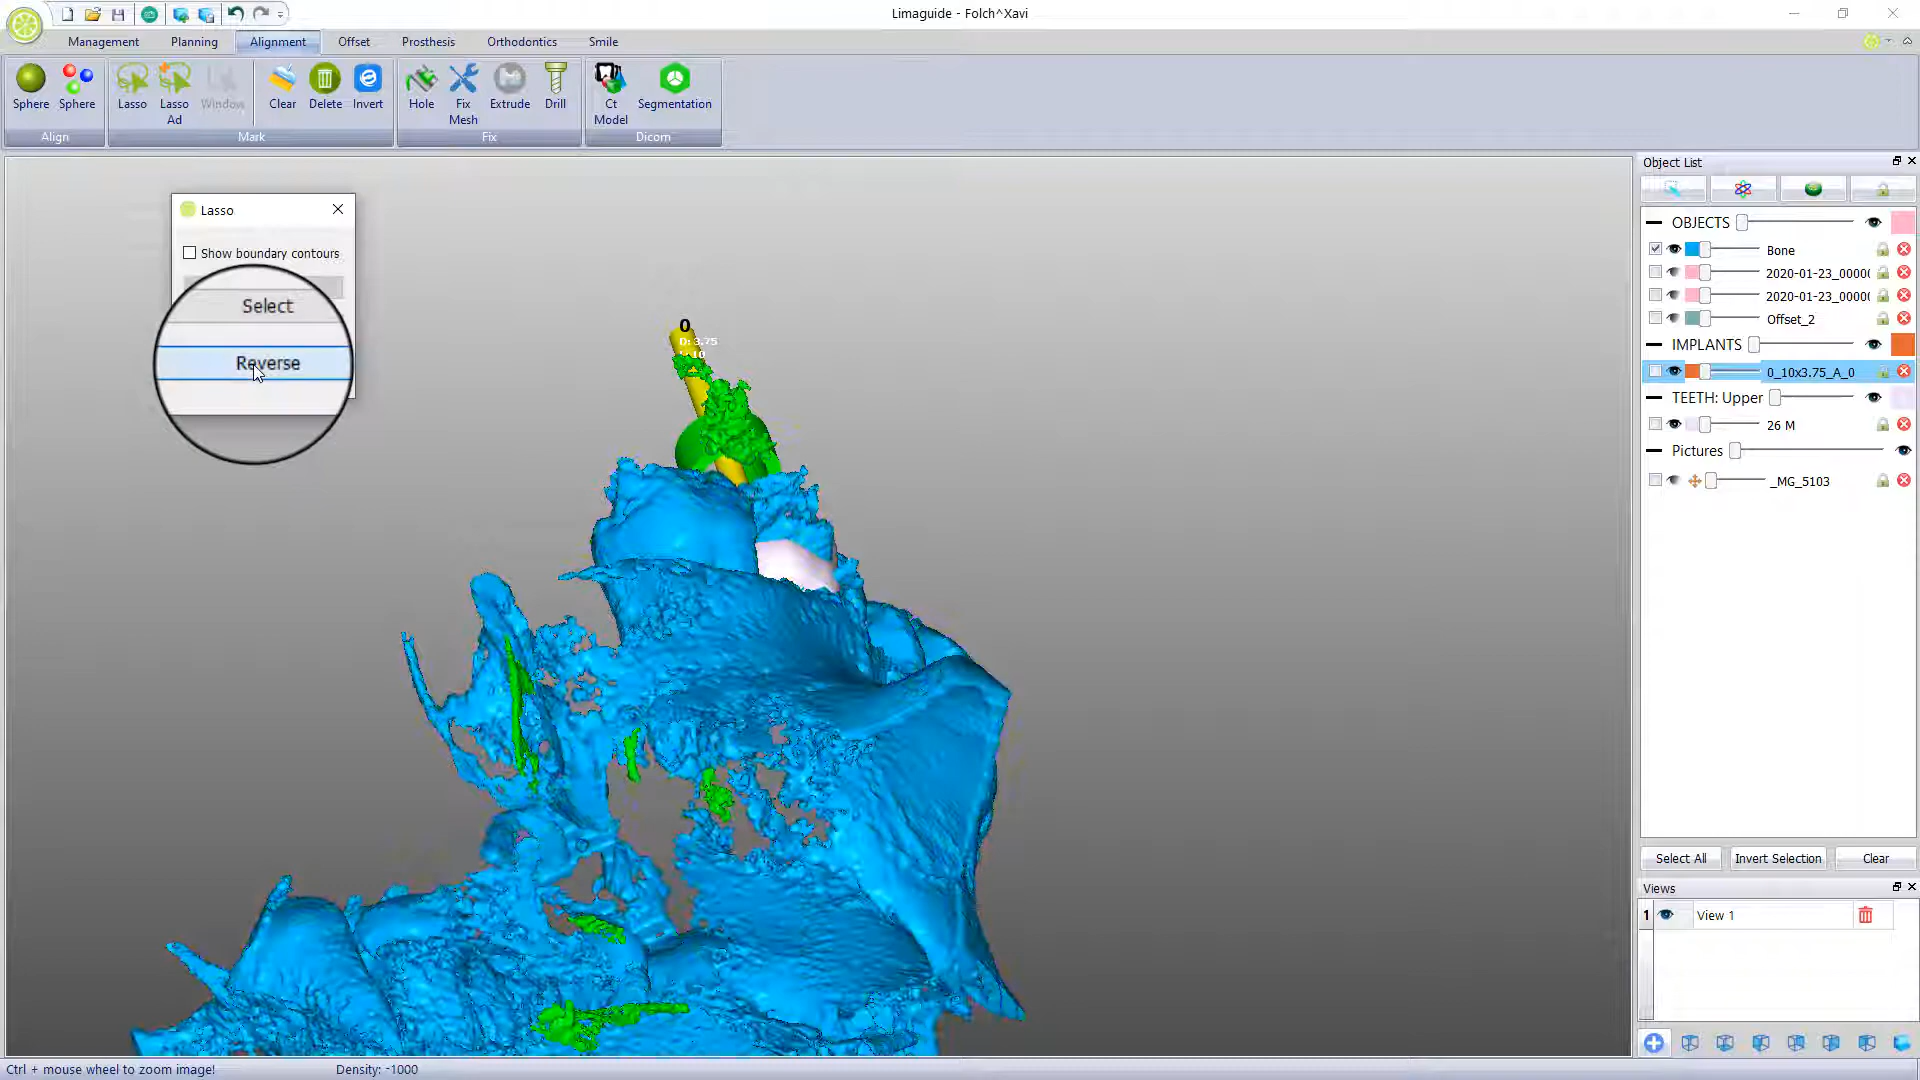 Limaguide - Folch^Xavi
Management
Planning
Alignment
Offset
Prosthesis
Orthodontics
Smile
Sphere
Sphere
Lasso
Lasso
Ad
Window
Clear
Delete
Invert
Hole
Fix
Mesh
Extrude
Drill
Ct
Model
Segmentation
Align
Mark
Fix
Dicom
Lasso
Show boundary contours
Select
Reverse
0
D: 3.75
L: 10
Object List
OBJECTS
Bone
2020-01-23_0000
2020-01-23_0000
Offset_2
IMPLANTS
0_10x3.75_A_0
TEETH: Upper
26 M
Pictures
_MG_5103
Select All
Invert Selection
Clear
Views
1
View 1
Ctrl + mouse wheel to zoom image!
Density: -1000